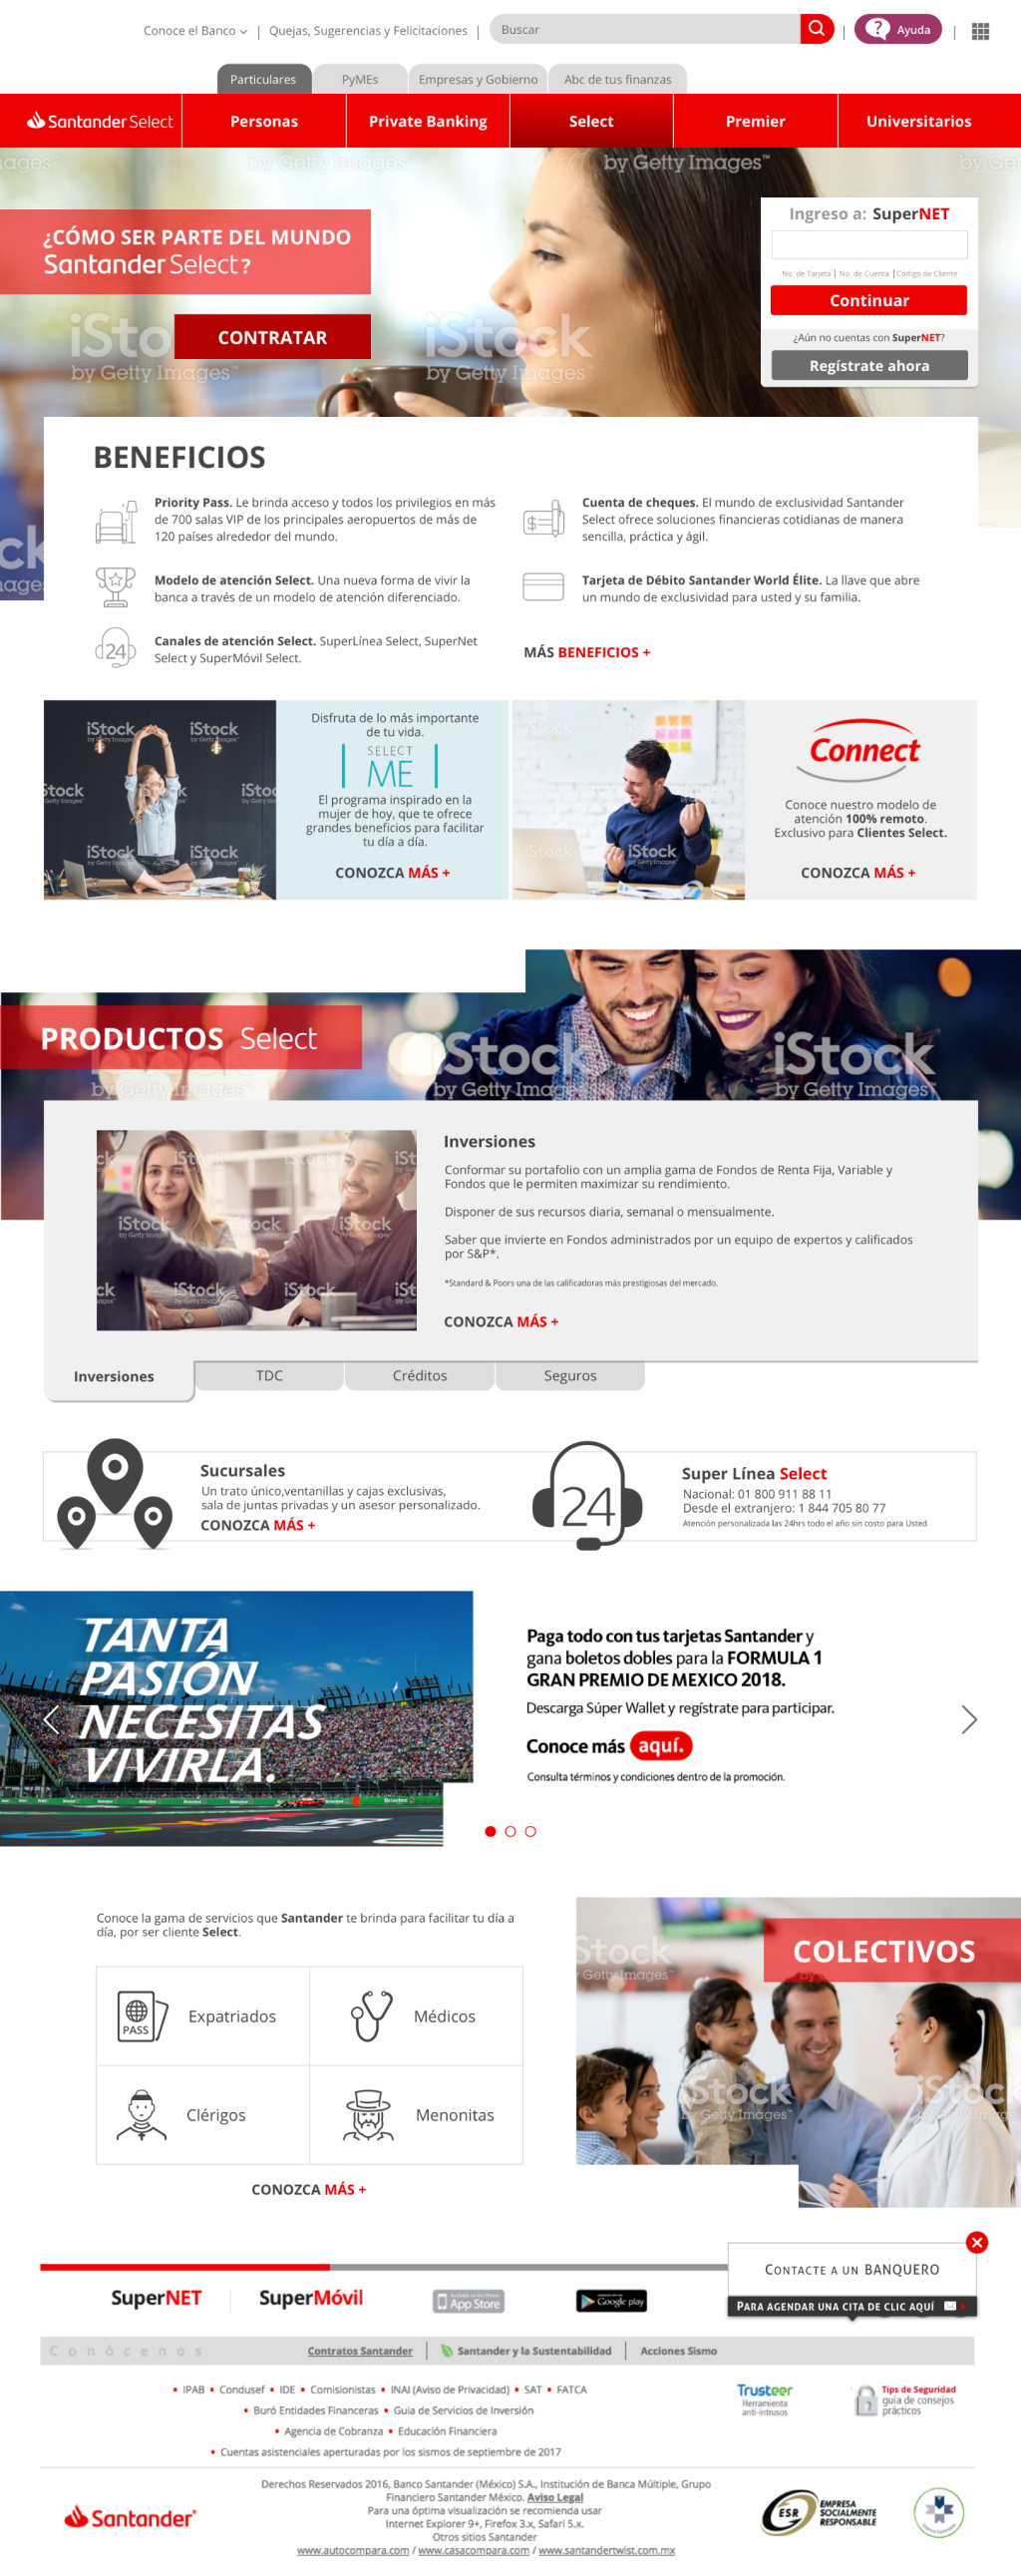 Conoce el Banco | Quejas, Sugerencias y Felicitaciones | Buscar | Ayuda |
Particulares PyMEs Empresas y Gobierno Abc de tus finanzas
Santander Select Personas Private Banking Select Premier Universitarios
by Getty Images™
¿CÓMO SER PARTE DEL MUNDO
Santander Select?
CONTRATAR
iStock
by Getty Images™
Ingreso a: SuperNET
No. de Tarjeta | No. de Cuenta | Código de Cliente
Continuar
¿Aún no cuentas con SuperNET?
Regístrate ahora
BENEFICIOS
Priority Pass. Le brinda acceso y todos los privilegios en más
de 700 salas VIP de los principales aeropuertos de más de
120 países alrededor del mundo.
Modelo de atención Select. Una nueva forma de vivir la
banca a través de un modelo de atención diferenciado.
24
Canales de atención Select. SuperLínea Select, SuperNet
Select y SuperMóvil Select.
Cuenta de cheques. El mundo de exclusividad Santander
Select ofrece soluciones financieras cotidianas de manera
sencilla, práctica y ágil.
Tarjeta de Débito Santander World Élite. La llave que abre
un mundo de exclusividad para usted y su familia.
MÁS BENEFICIOS +
iStock
by Getty Images™
Disfruta de lo más importante
de tu vida.
SELECT
ME
El programa inspirado en la
mujer de hoy, que te ofrece
grandes beneficios para facilitar
tu día a día.
CONOZCA MÁS +
Connect
Conoce nuestro modelo de
atención 100% remoto.
Exclusivo para Clientes Select.
CONOZCA MÁS +
PRODUCTOS Select
iStock
by Getty Images™
Inversiones
Conformar su portafolio con un amplia gama de Fondos de Renta Fija, Variable y
Fondos que le permiten maximizar su rendimiento.
Disponer de sus recursos diaria, semanal o mensualmente.
Saber que invierte en Fondos administrados por un equipo de expertos y calificados
por S&P*.
*Standard & Poors una de las calificadoras más prestigiosas del mercado.
CONOZCA MÁS +
Inversiones TDC Créditos Seguros
Sucursales
Un trato único,ventanillas y cajas exclusivas,
sala de juntas privadas y un asesor personalizado.
CONOZCA MÁS +
24
Super Línea Select
Nacional: 01 800 911 88 11
Desde el extranjero: 1 844 705 80 77
Atención personalizada las 24hrs todo el año sin costo para Usted
TANTA
PASIÓN
NECESITAS
VIVIRLA.
Paga todo con tus tarjetas Santander y
gana boletos dobles para la FORMULA 1
GRAN PREMIO DE MEXICO 2018.
Descarga Súper Wallet y regístrate para participar.
Conoce más aquí.
Consulta términos y condiciones dentro de la promoción.
Conoce la gama de servicios que Santander te brinda para facilitar tu día a
día, por ser cliente Select.
PASS
Expatriados
Médicos
Clérigos
Menonitas
CONOZCA MÁS +
COLECTIVOS
iStock
by Getty Images™
CONTACTE A UN BANQUERO
PARA AGENDAR UNA CITA DE CLIC AQUÍ
SuperNET SuperMóvil App Store Google play
Conócenos
Contratos Santander | Santander y la Sustentabilidad | Acciones Sismo
• IPAB • Condusef • IDE • Comisionistas • INAI (Aviso de Privacidad) • SAT • FATCA
• Buró Entidades Financeras • Guia de Servicios de Inversión
• Agencia de Cobranza • Educación Financiera
• Cuentas asistenciales aperturadas por los sismos de septiembre de 2017
Trusteer
Herramienta
anti-intrusos
Tips de Seguridad
guía de consejos
prácticos
Santander
Derechos Reservados 2016, Banco Santander (México) S.A., Institución de Banca Múltiple, Grupo
Financiero Santander México. Aviso Legal
Para una óptima visualización se recomienda usar
Internet Explorer 9+, Firefox 3.x, Safari 5.x.
Otros sitios Santander
www.autocompara.com / www.casacompara.com / www.santandertwist.com.mx
ESR
EMPRESA
SOCIALMENTE
RESPONSABLE